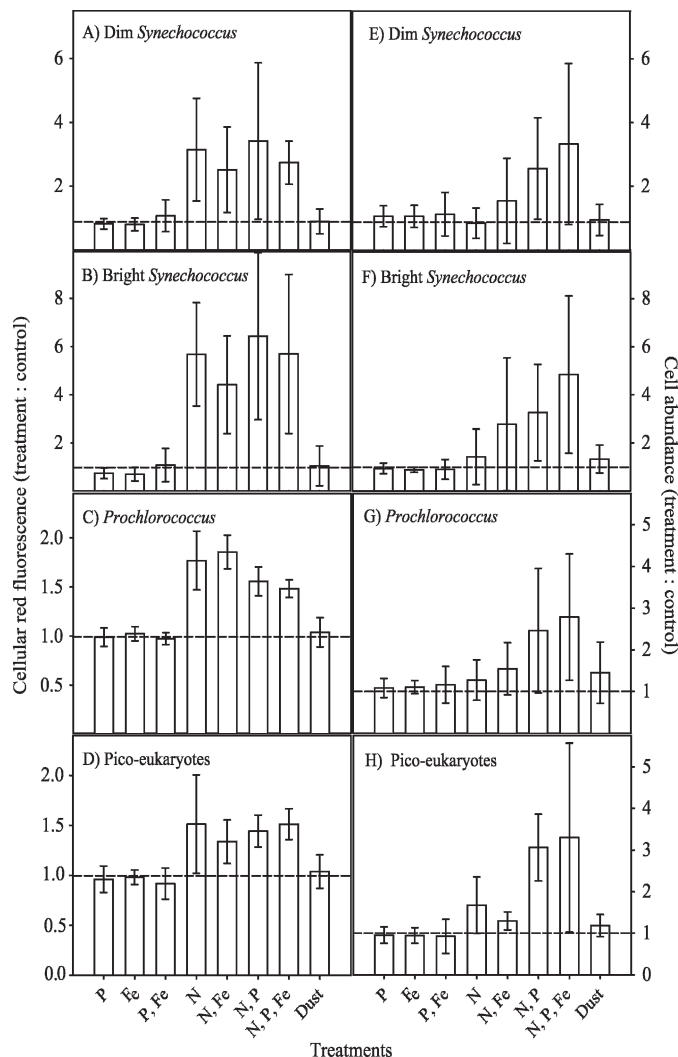 A) Dim Synechococcus
E) Dim Synechococcus
6
4
2
6
4
2
B) Bright Synechococcus
F) Bright Synechococcus
8
6
4
2
8
6
4
2
C) Prochlorococcus
G) Prochlorococcus
2.0
1.5
1.0
0.5
5
4
3
2
1
D) Pico-eukaryotes
H) Pico-eukaryotes
2.0
1.5
1.0
0.5
0.0
5
4
3
2
1
0
Cellular red fluorescence (treatment : control)
Cell abundance (treatment : control)
P
Fe
P, Fe
N
N, Fe
N, P
N, P, Fe
Dust
P
Fe
P, Fe
N
N, Fe
N, P
N, P, Fe
Dust
Treatments